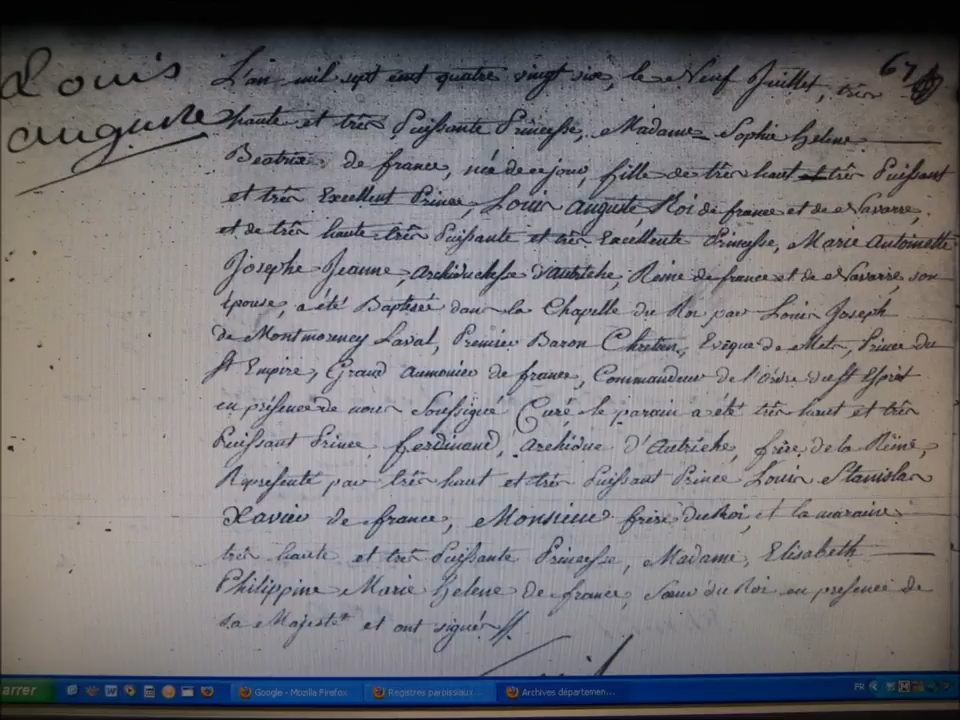 Louis
Auguste
67
L'an mil sept cent quatre vingt six, le Neuf Juillet, très
haute et très Puissante Princesse, Madame Sophie helene
Beatrix de france, née de ce jour, fille de très haut et très Puissant
et très Excellent Prince, Louis Auguste, Roi de france et de Navarre,
et de très haute très Puissante et très Excellente Princesse, Marie Antoinette
Josephe Jeanne, Archiduchesse d'autriche, Reine de france et de Navarre, son
épouse, a été Baptisée dans la Chapelle du Roi par Louis Joseph
de Montmorency Laval, Premier Baron Chretien, Evêque de Metz, Prince du
St Empire, Grand Aumonier de france, Commandeur de l'Ordre du St Esprit
en présence de nous Soussigné Curé, le parain a été très haut et très
Puissant Prince ferdinand, Archiduc d'Autriche, frère de la Reine,
Représenté par très haut et très Puissant Prince Louis Stanislas
Xavier de france, Monsieur frère du Roi, et la maraine
très haute et très Puissante Princesse, Madame, Elisabeth
Philippine Marie helene de france, Sœur du Roi en presence de
Sa Majesté et ont signé //.
arrer
Google - Mozilla Firefox
Registres paroissiaux...
Archives départemen...
FR